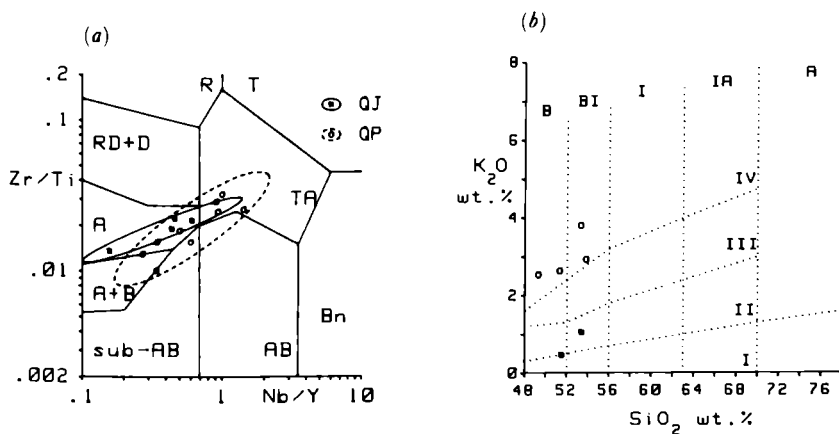 (a)
.2
.1
Zr/Ti
.01
.002
.1
1
10
Nb/Y
R
T
RD+D
A
A+B
sub-AB
AB
TA
Bn
QJ
QP
(b)
8
6
K₂O
wt.%
4
2
0
B
BI
I
IA
A
IV
III
II
I
48 52 56 60 64 68 72 76
SiO₂ wt.%